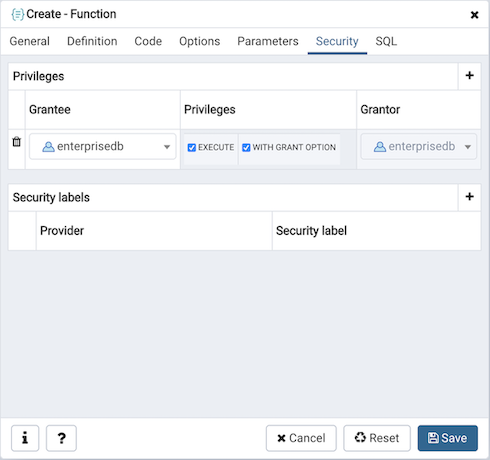 Create - Function
General Definition Code Options Parameters Security SQL
Privileges
Grantee Privileges Grantor
enterprisedb EXECUTE WITH GRANT OPTION enterprisedb
Security labels
Provider Security label
i ? Cancel Reset Save